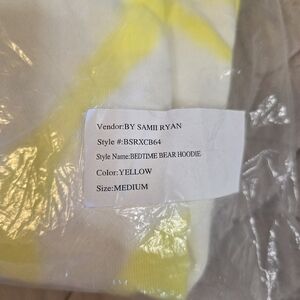 Vendor:BY SAMII RYAN
Style #:BSRXCB64
Style Name:BEDTIME BEAR HOODIE
Color:YELLOW
Size:MEDIUM